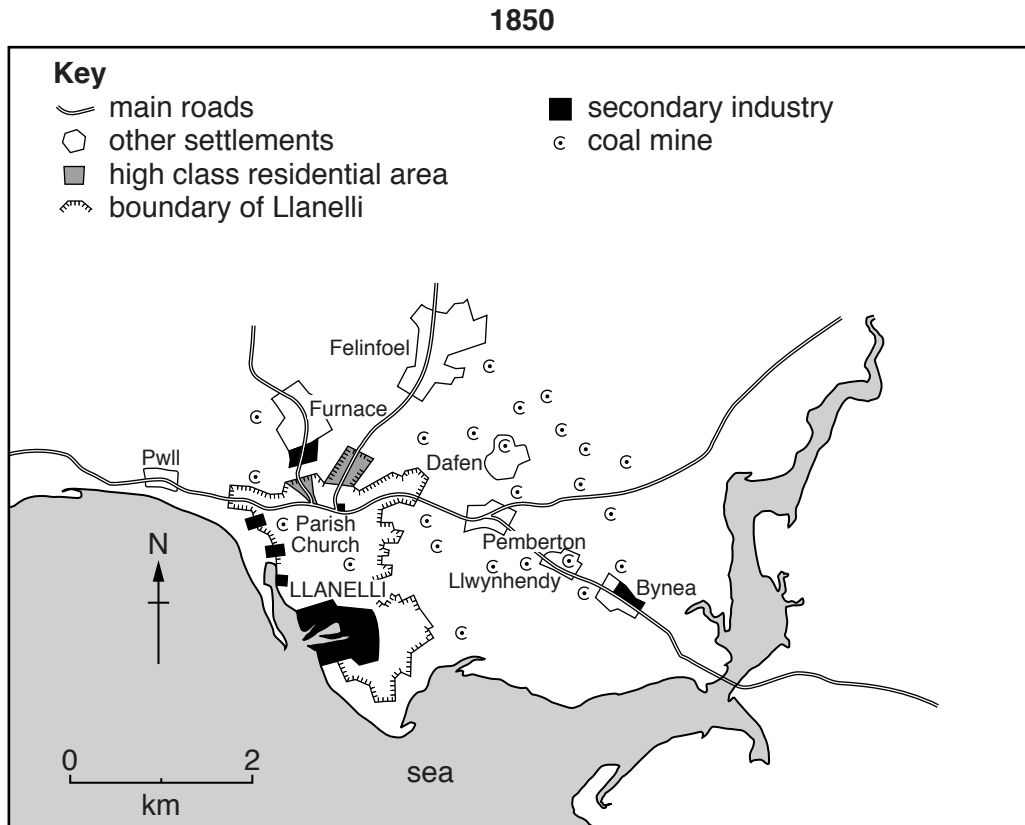 1850
Key
main roads
other settlements
high class residential area
boundary of Llanelli
secondary industry
coal mine
Felinfoel
Furnace
Pwll
Dafen
Parish
Church
Pemberton
Llwynhendy
Bynea
LLANELLI
N
0 2
km
sea